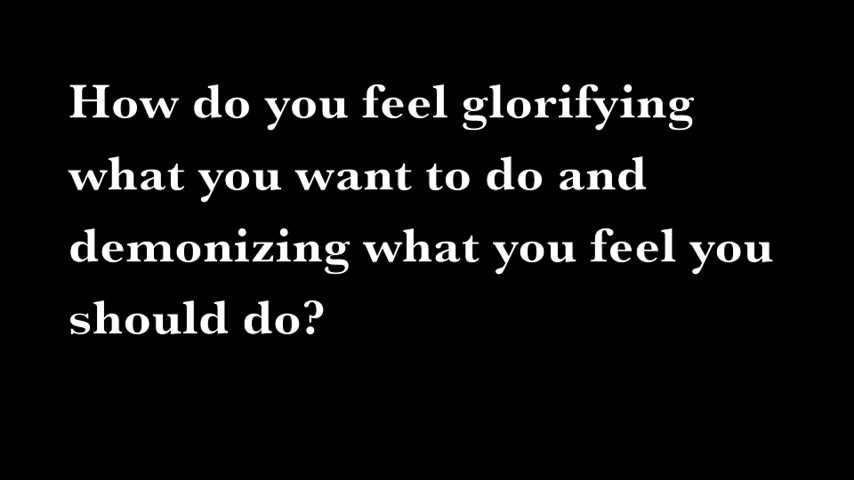 How do you feel glorifying
what you want to do and
demonizing what you feel you
should do?